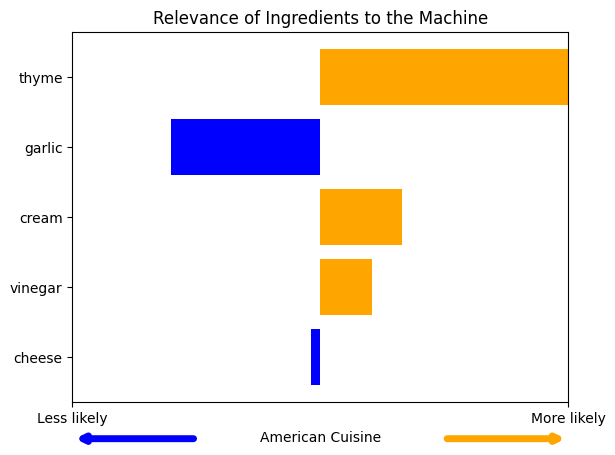 Relevance of Ingredients to the Machine
thyme
garlic
cream
vinegar
cheese
Less likely
More likely
American Cuisine